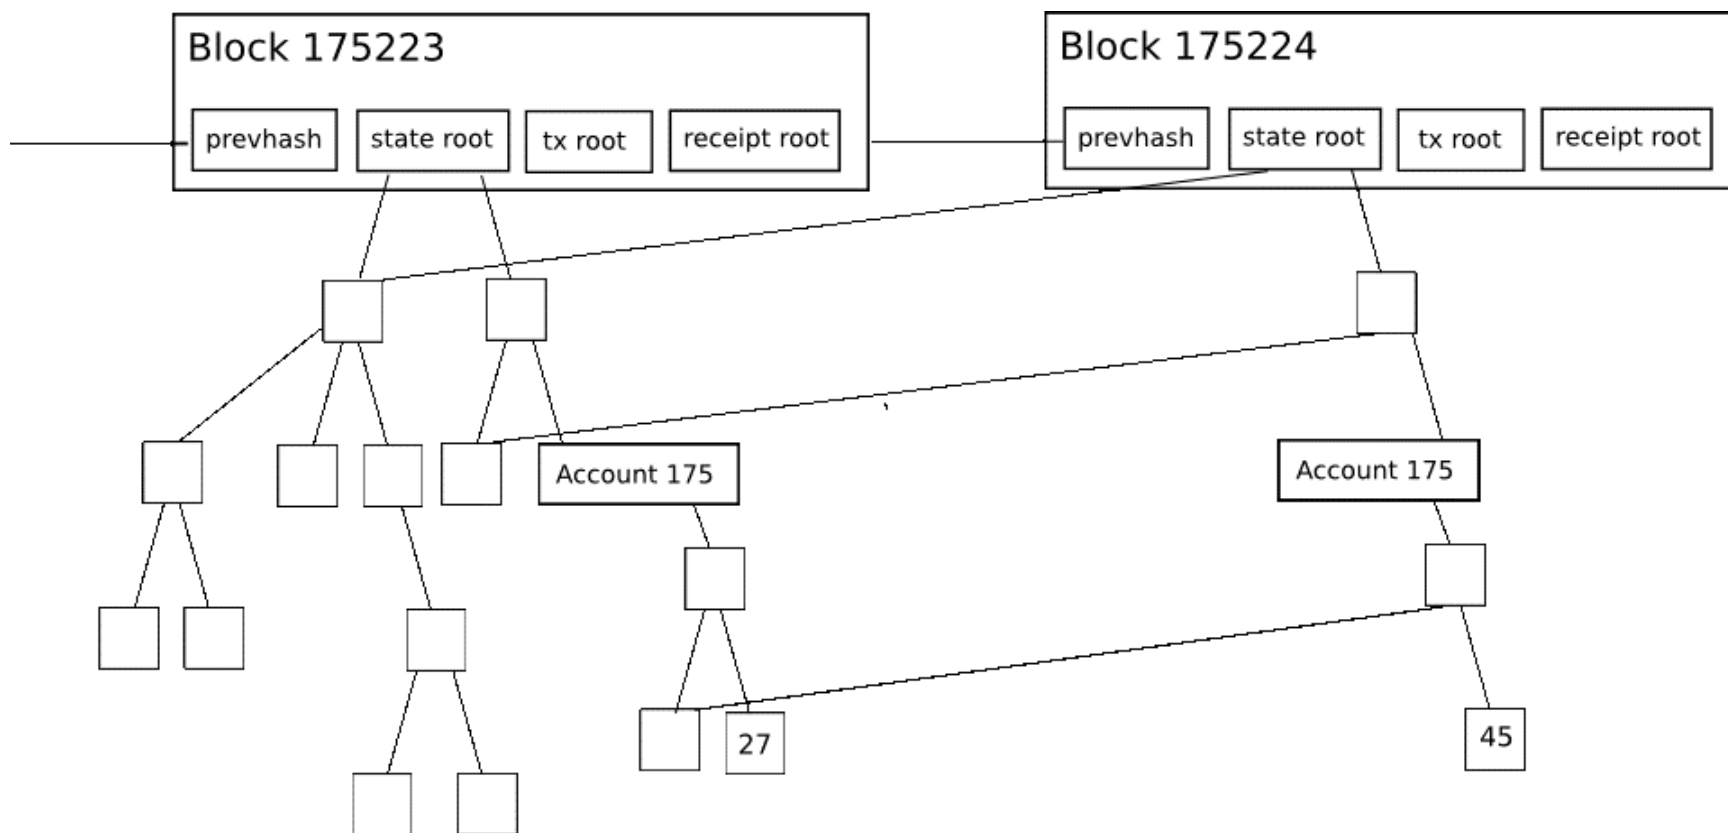 Block 175223
prevhash
state root
tx root
receipt root
Block 175224
prevhash
state root
tx root
receipt root
Account 175
Account 175
27
45